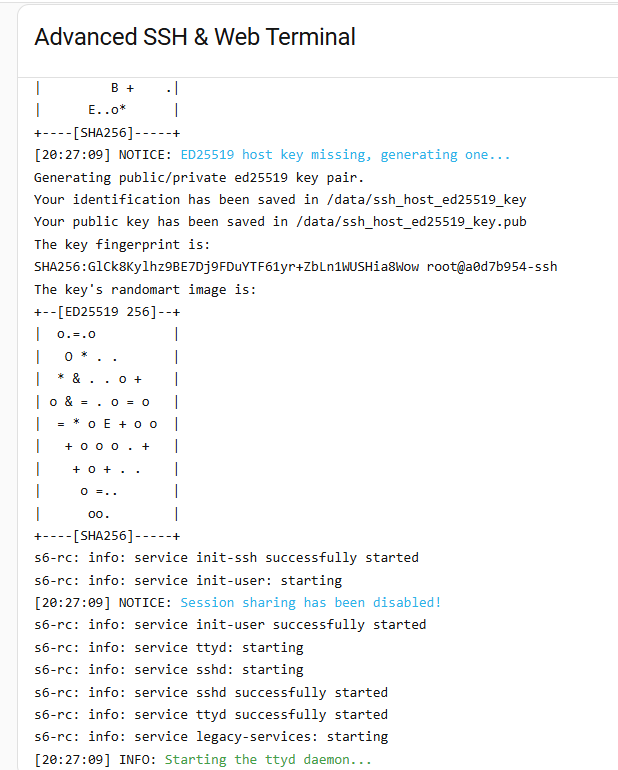 Advanced SSH & Web Terminal
|         B +    .|
|      E..o*      |
+----[SHA256]-----+
[20:27:09] NOTICE: ED25519 host key missing, generating one...
Generating public/private ed25519 key pair.
Your identification has been saved in /data/ssh_host_ed25519_key
Your public key has been saved in /data/ssh_host_ed25519_key.pub
The key fingerprint is:
SHA256:GlCk8Kylhz9BE7Dj9FDuYTF61yr+ZbLn1WUSHia8Wow root@a0d7b954-ssh
The key's randomart image is:
+--[ED25519 256]--+
|  o.=.o          |
|   O * . .       |
|  * & . . o +    |
| o & = . o = o   |
|  = * o E + o o  |
|   + o o o . +   |
|    + o + . .    |
|     o =..       |
|      oo.        |
+----[SHA256]-----+
s6-rc: info: service init-ssh successfully started
s6-rc: info: service init-user: starting
[20:27:09] NOTICE: Session sharing has been disabled!
s6-rc: info: service init-user successfully started
s6-rc: info: service ttyd: starting
s6-rc: info: service sshd: starting
s6-rc: info: service sshd successfully started
s6-rc: info: service ttyd successfully started
s6-rc: info: service legacy-services: starting
[20:27:09] INFO: Starting the ttyd daemon...